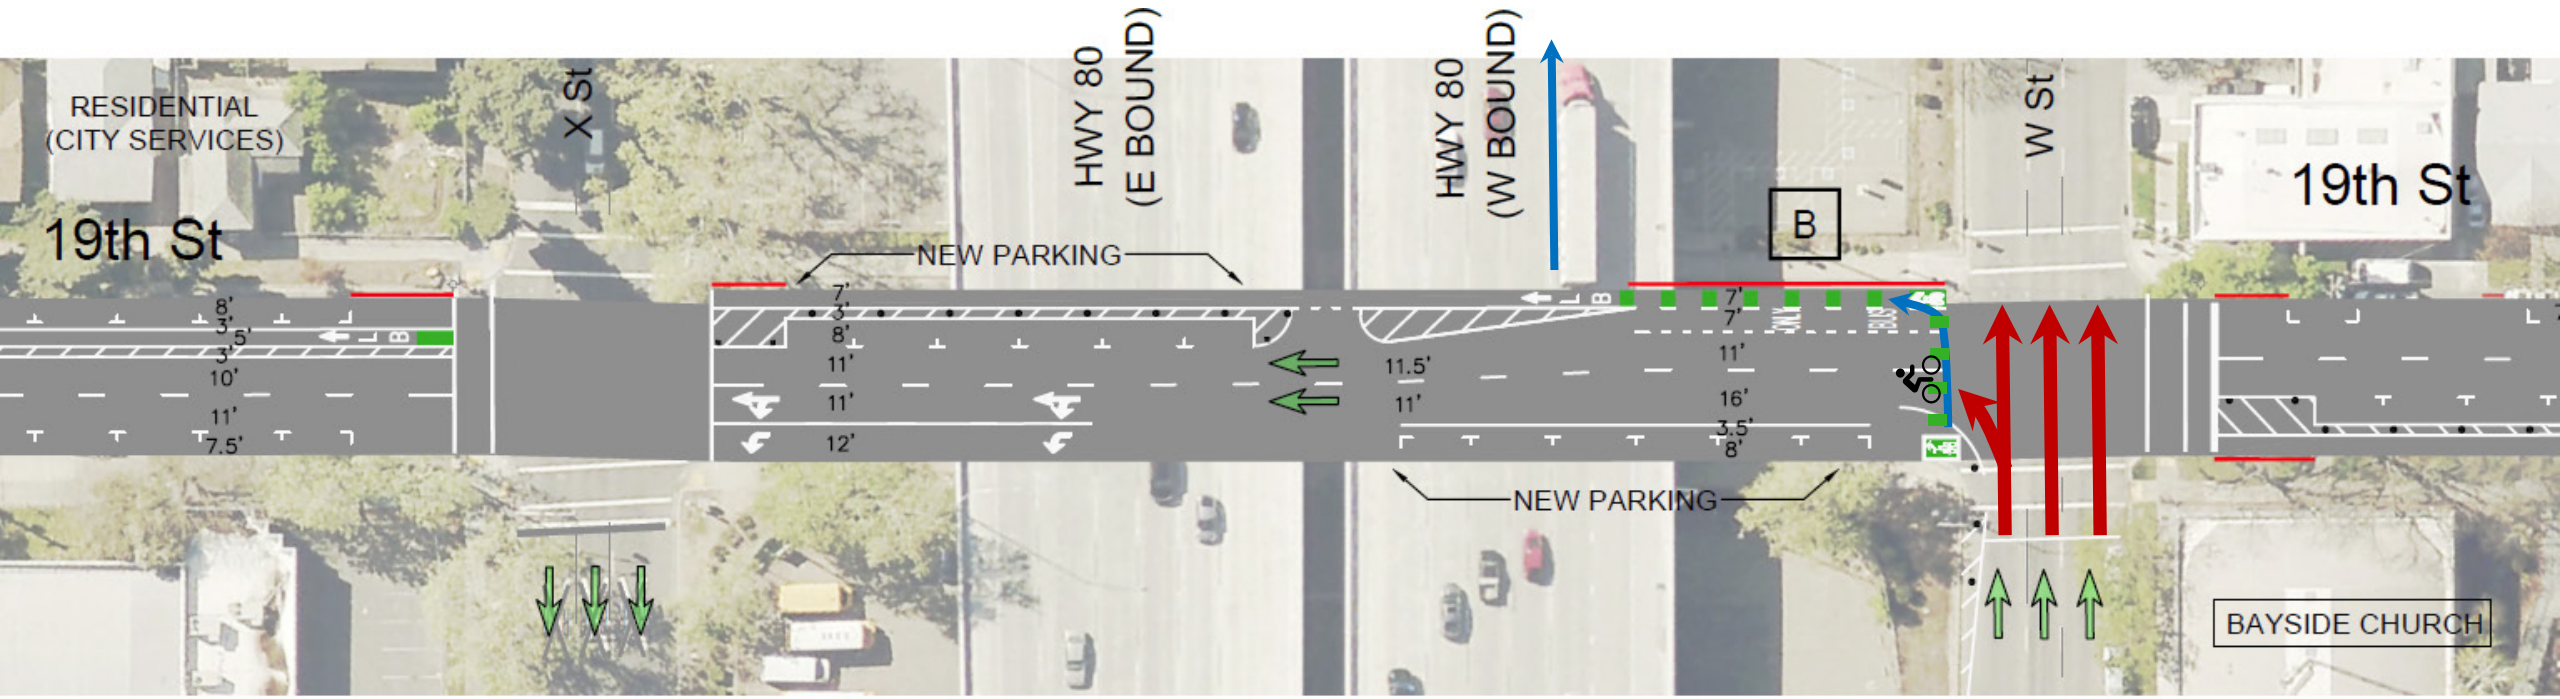 HWY 80
(E BOUND)
HWY 80
(W BOUND)
X St
W St
RESIDENTIAL
(CITY SERVICES)
19th St
19th St
B
NEW PARKING
8'
3'
5'
3'
10'
11'
7.5'
B
L
7'
3'
8'
11'
11'
12'
11.5'
11'
L
B
7'
7'
ONLY
BUS
11'
16'
3.5'
8'
NEW PARKING
BAYSIDE CHURCH